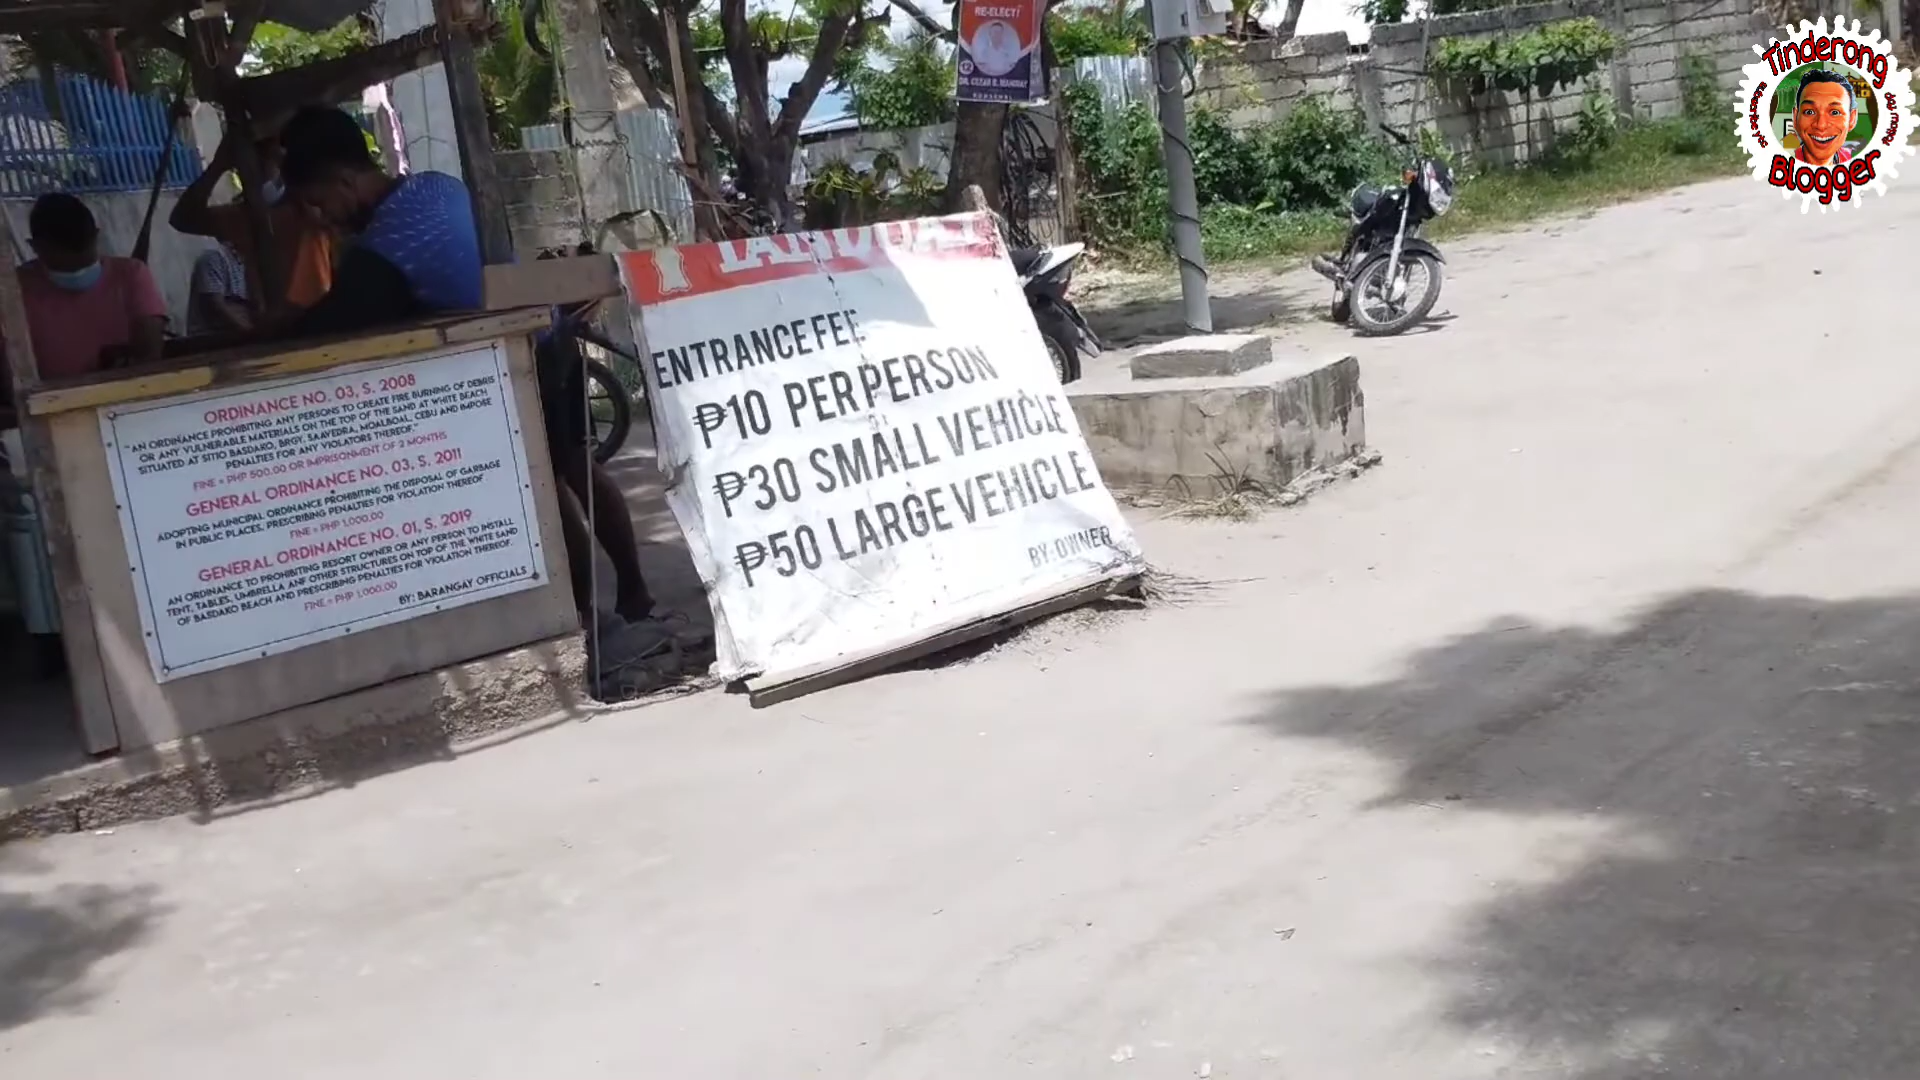 ORDINANCE NO. 03, S. 2008
"AN ORDINANCE PROHIBITING ANY PERSONS TO CREATE FIRE BURNING OF DEBRIS
OR ANY VULNERABLE MATERIALS ON THE TOP OF THE SAND AT WHITE BEACH
SITUATED AT SITIO BASDAKO, BRGY. SAAVEDRA, MOALBOAL, CEBU AND IMPOSE
PENALTIES FOR ANY VIOLATORS THEREOF."
FINE = PHP 500.00 OR IMPRISONMENT OF 2 MONTHS
GENERAL ORDINANCE NO. 03, S. 2011
ADOPTING MUNICIPAL ORDINANCE PROHIBITING THE DISPOSAL OF GARBAGE
IN PUBLIC PLACES, PRESCRIBING PENALTIES FOR VIOLATION THEREOF
FINE = PHP 1,000.00
GENERAL ORDINANCE NO. 01, S. 2019
AN ORDINANCE TO PROHIBITING RESORT OWNER OR ANY PERSON TO INSTALL
TENT, TABLES, UMBRELLA ANF OTHER STRUCTURES ON TOP OF THE WHITE SAND
OF BASDAKO BEACH AND PRESCRIBING PENALTIES FOR VIOLATION THEREOF.
FINE = PHP 1,000.00
BY: BARANGAY OFFICIALS
TANDUAY
ENTRANCE FEE
₱10 PER PERSON
₱30 SMALL VEHICLE
₱50 LARGE VEHICLE
BY: OWNER
RE-ELECT!
12
Tinderong
Blogger